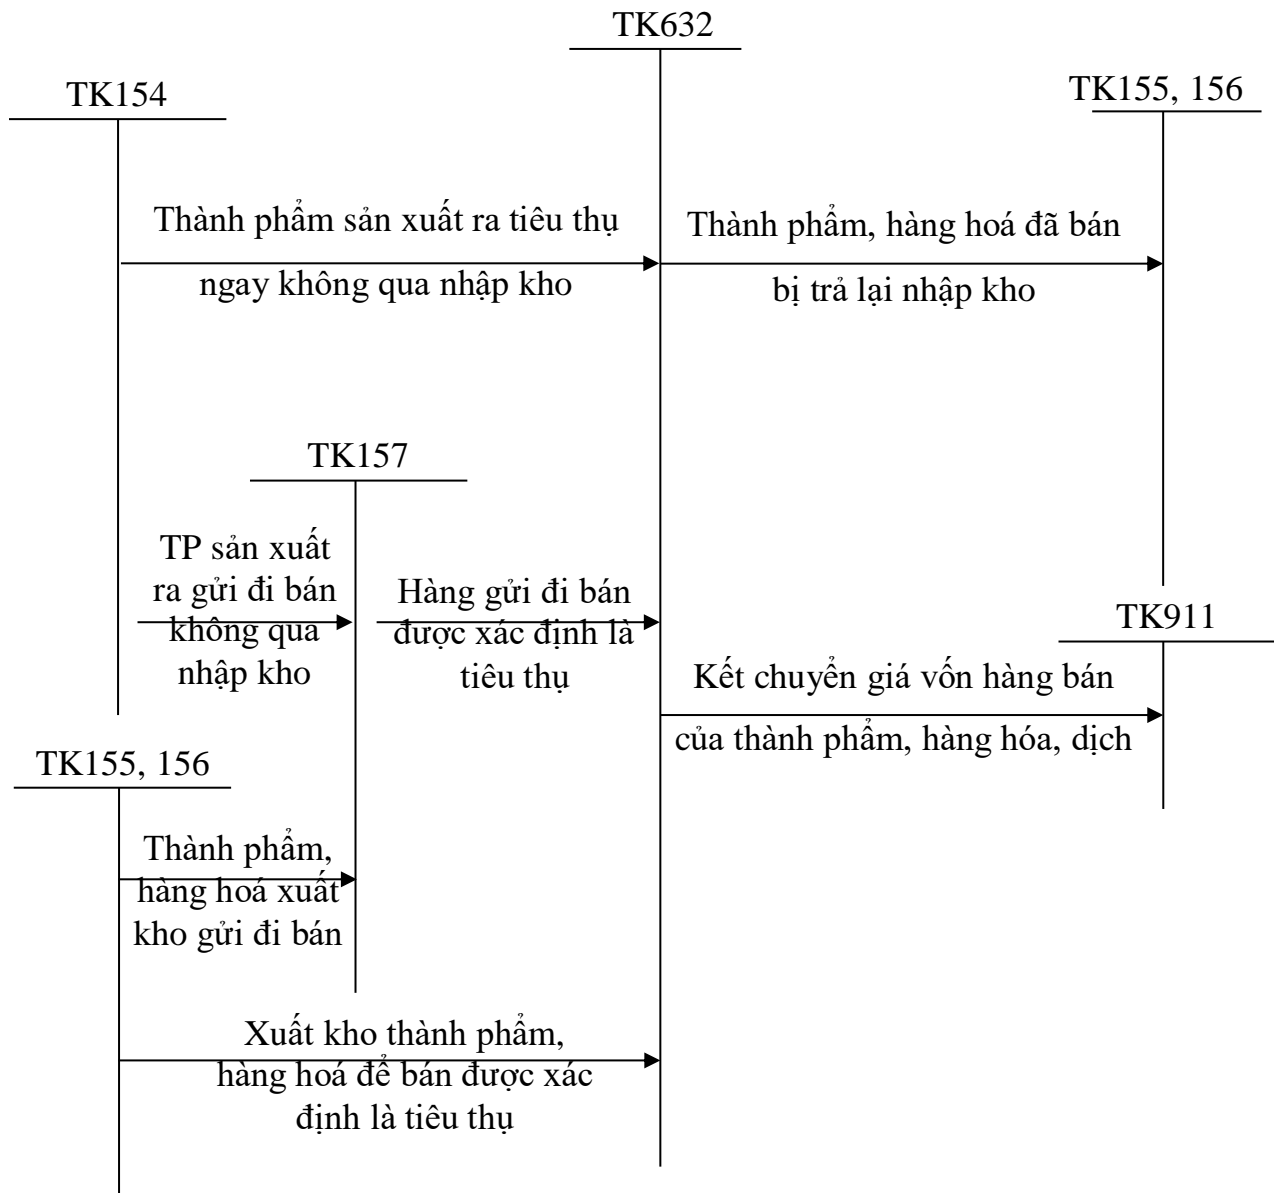 TK632
TK154
TK155, 156
Thành phẩm sản xuất ra tiêu thụ
ngay không qua nhập kho
Thành phẩm, hàng hoá đã bán
bị trả lại nhập kho
TK157
TP sản xuất
ra gửi đi bán
không qua
nhập kho
Hàng gửi đi bán
được xác định là
tiêu thụ
TK911
Kết chuyển giá vốn hàng bán
của thành phẩm, hàng hóa, dịch
TK155, 156
Thành phẩm,
hàng hoá xuất
kho gửi đi bán
Xuất kho thành phẩm,
hàng hoá để bán được xác
định là tiêu thụ